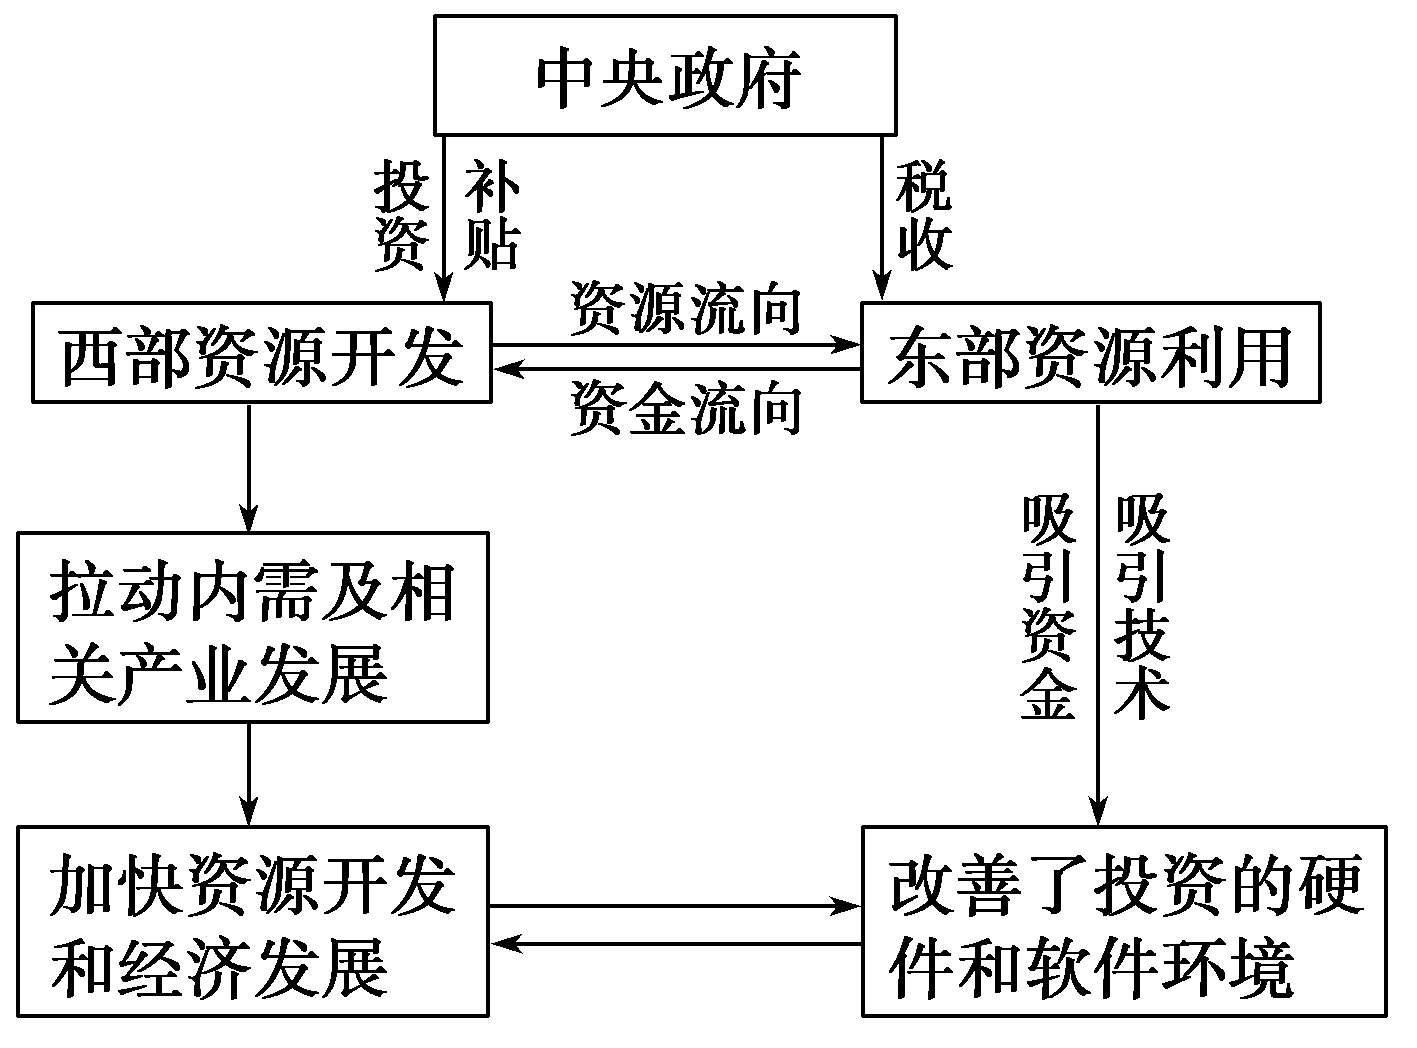 中央政府
投资
补贴
税收
资源流向
西部资源开发
东部资源利用
资金流向
吸引资金
吸引技术
拉动内需及相
关产业发展
加快资源开发
和经济发展
改善了投资的硬
件和软件环境